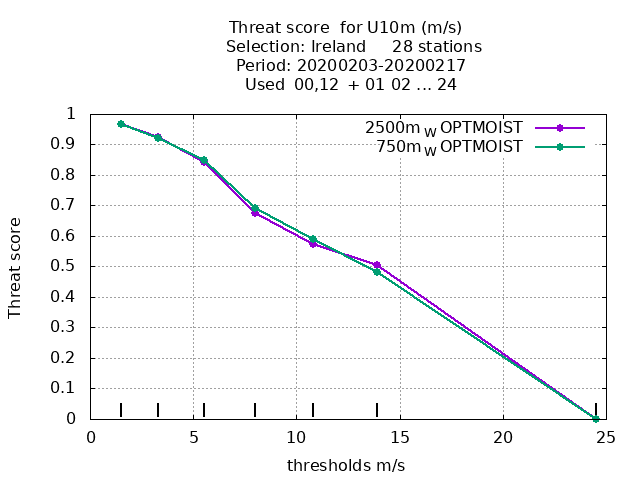 Threat score for U10m (m/s)
Selection: Ireland 28 stations
Period: 20200203-20200217
Used 00,12 + 01 02 ... 24
2500m W OPTMOIST
750m W OPTMOIST
1
0.9
0.8
0.7
0.6
0.5
0.4
0.3
0.2
0.1
0
Threat score
0 5 10 15 20 25
thresholds m/s